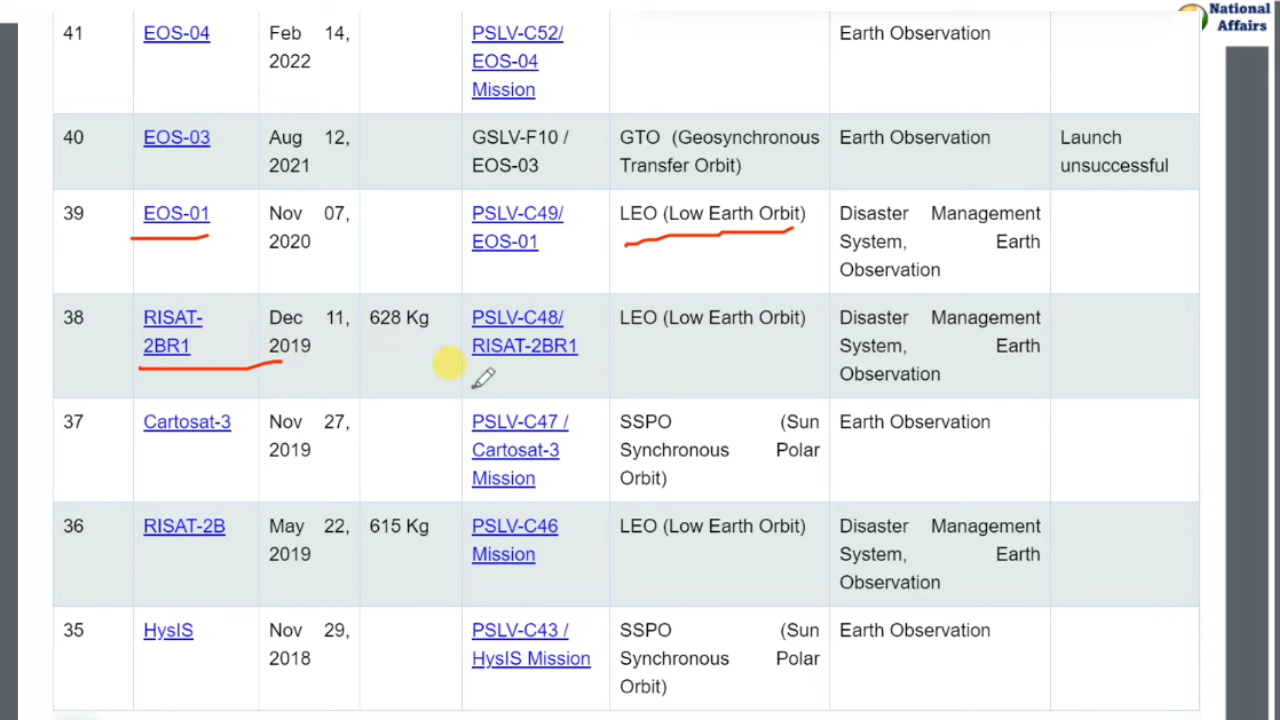 National
Affairs
41 EOS-04 Feb 14, PSLV-C52/ Earth Observation
2022 EOS-04
Mission
40 EOS-03 Aug 12, GSLV-F10 / GTO (Geosynchronous Earth Observation Launch
2021 EOS-03 Transfer Orbit) unsuccessful
39 EOS-01 Nov 07, PSLV-C49/ LEO (Low Earth Orbit) Disaster Management
2020 EOS-01 System, Earth
Observation
38 RISAT- Dec 11, 628 Kg PSLV-C48/ LEO (Low Earth Orbit) Disaster Management
2BR1 2019 RISAT-2BR1 System, Earth
Observation
37 Cartosat-3 Nov 27, PSLV-C47 / SSPO (Sun Earth Observation
2019 Cartosat-3 Synchronous Polar
Mission Orbit)
36 RISAT-2B May 22, 615 Kg PSLV-C46 LEO (Low Earth Orbit) Disaster Management
2019 Mission System, Earth
Observation
35 HysIS Nov 29, PSLV-C43 / SSPO (Sun Earth Observation
2018 HysIS Mission Synchronous Polar
Orbit)